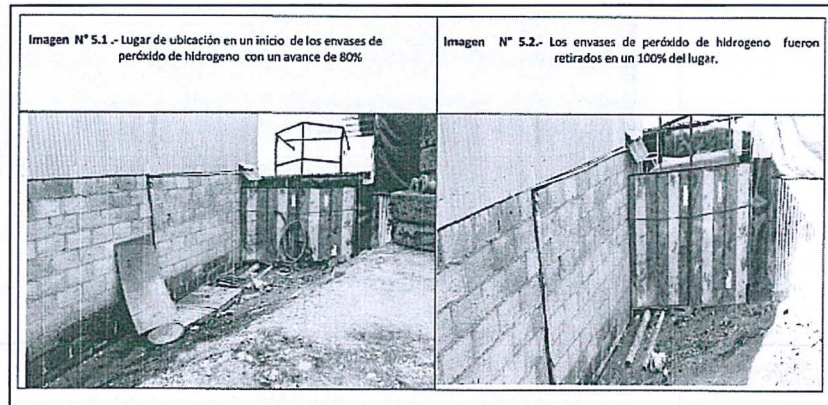 Imagen N° 5.1 .- Lugar de ubicación en un inicio de los envases de
peróxido de hidrogeno con un avance de 80%
Imagen N° 5.2.- Los envases de peróxido de hidrogeno fueron
retirados en un 100% del lugar.